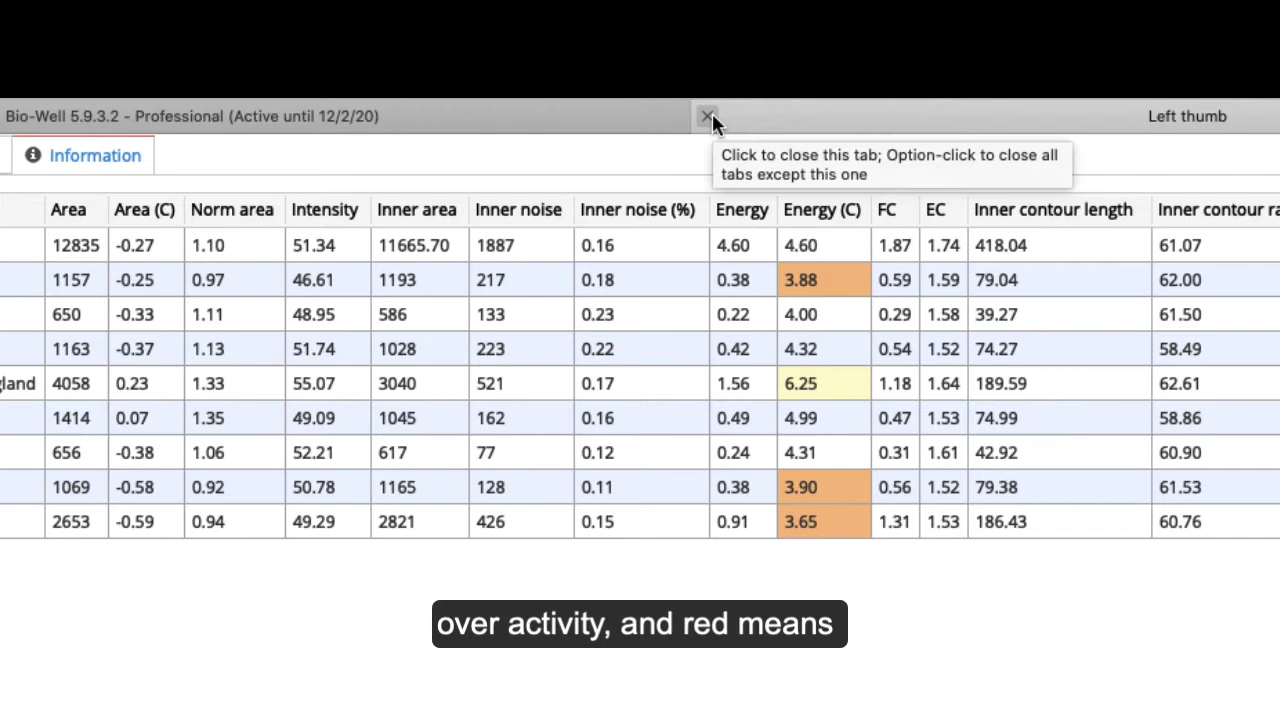 Bio-Well 5.9.3.2 - Professional (Active until 12/2/20) Left thumb
Information
Click to close this tab; Option-click to close all
tabs except this one
Area Area (C) Norm area Intensity Inner area Inner noise Inner noise (%) Energy Energy (C) FC EC Inner contour length Inner contour
12835 -0.27 1.10 51.34 11665.70 1887 0.16 4.60 4.60 1.87 1.74 418.04 61.07
1157 -0.25 0.97 46.61 1193 217 0.18 0.38 3.88 0.59 1.59 79.04 62.00
650 -0.33 1.11 48.95 586 133 0.23 0.22 4.00 0.29 1.58 39.27 61.50
1163 -0.37 1.13 51.74 1028 223 0.22 0.42 4.32 0.54 1.52 74.27 58.49
gland 4058 0.23 1.33 55.07 3040 521 0.17 1.56 6.25 1.18 1.64 189.59 62.61
1414 0.07 1.35 49.09 1045 162 0.16 0.49 4.99 0.47 1.53 74.99 58.86
656 -0.38 1.06 52.21 617 77 0.12 0.24 4.31 0.31 1.61 42.92 60.90
1069 -0.58 0.92 50.78 1165 128 0.11 0.38 3.90 0.56 1.52 79.38 61.53
2653 -0.59 0.94 49.29 2821 426 0.15 0.91 3.65 1.31 1.53 186.43 60.76
over activity, and red means